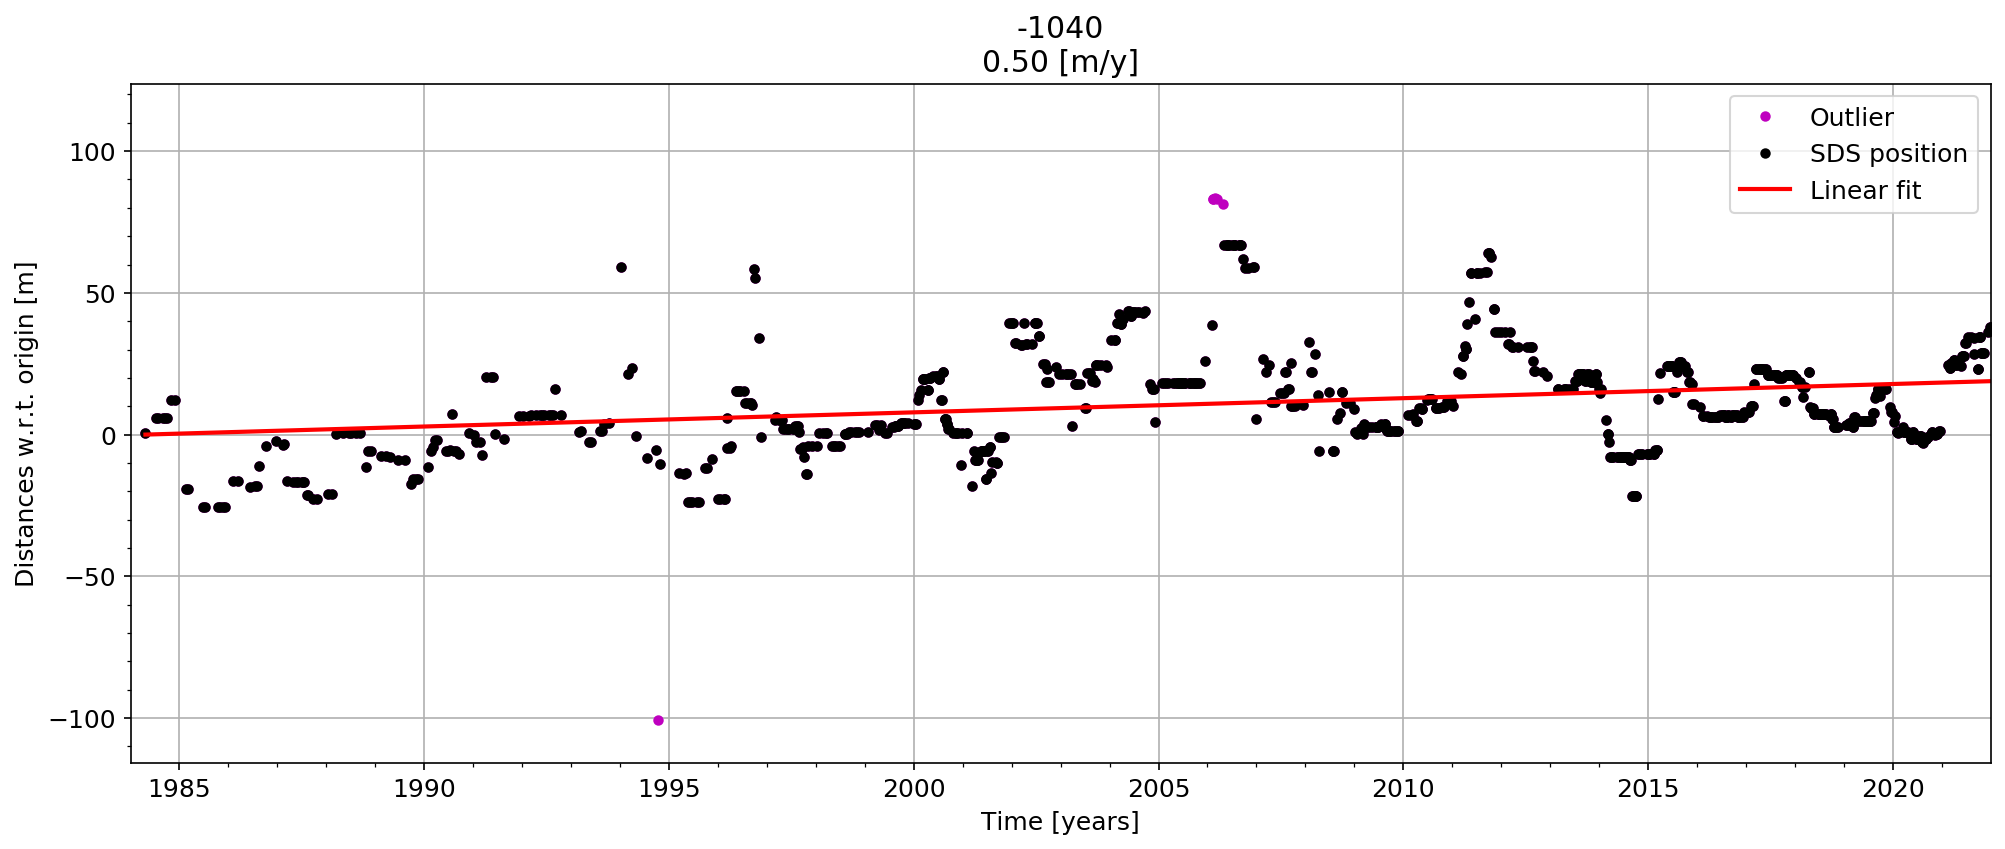 -1040
0.50 [m/y]
Outlier
SDS position
Linear fit
Distances w.r.t. origin [m]
100
50
0
−50
−100
1985 1990 1995 2000 2005 2010 2015 2020
Time [years]